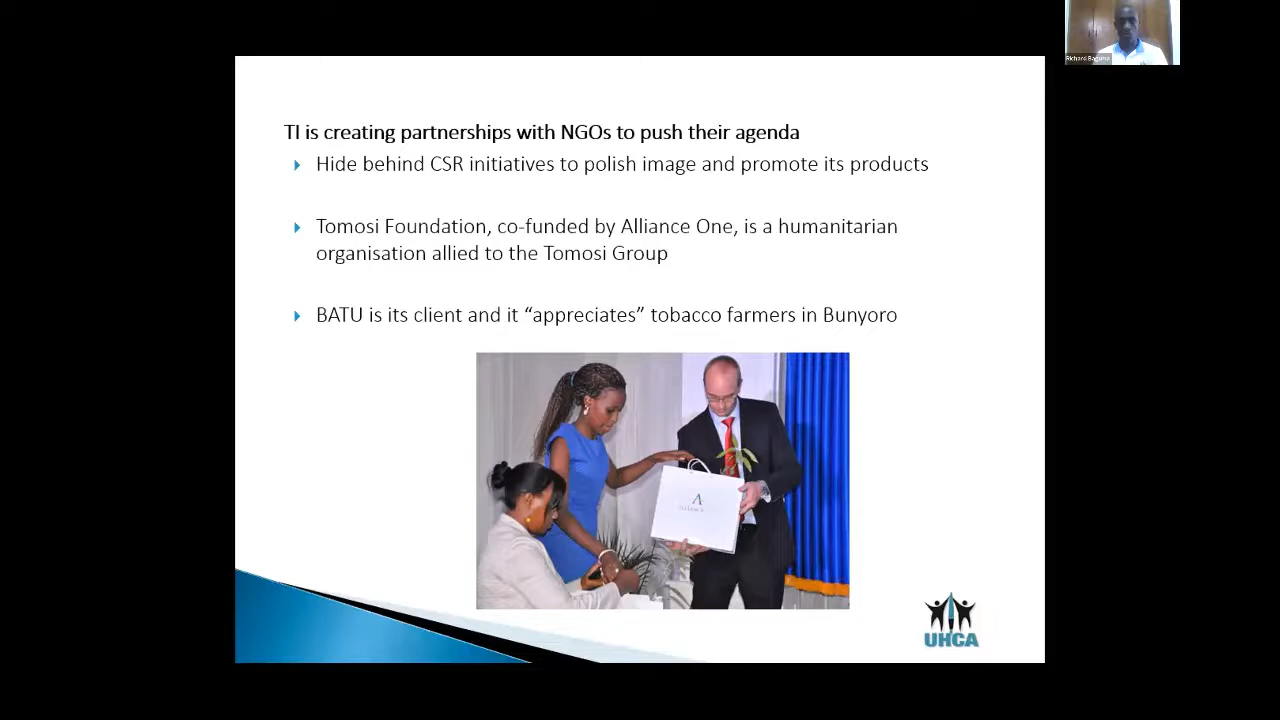 Richard Baguma
TI is creating partnerships with NGOs to push their agenda
Hide behind CSR initiatives to polish image and promote its products
Tomosi Foundation, co-funded by Alliance One, is a humanitarian
organisation allied to the Tomosi Group
BATU is its client and it “appreciates” tobacco farmers in Bunyoro
UHCA